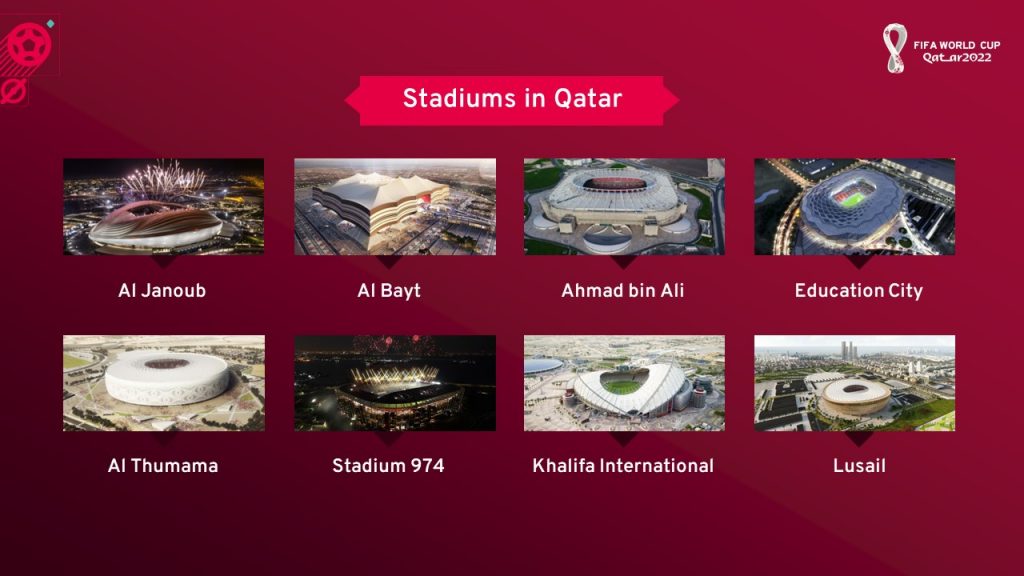 FIFA WORLD CUP
Qatar2022
Stadiums in Qatar
Al Janoub
Al Bayt
Ahmad bin Ali
Education City
Al Thumama
Stadium 974
Khalifa International
Lusail